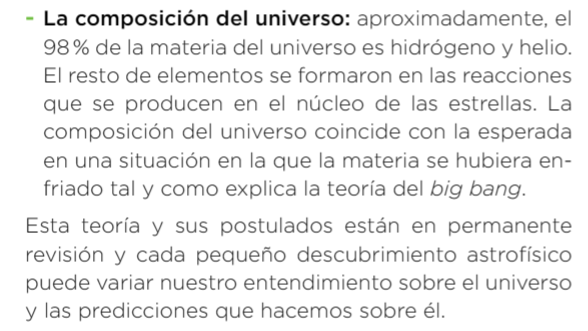 - La composición del universo: aproximadamente, el
98 % de la materia del universo es hidrógeno y helio.
El resto de elementos se formaron en las reacciones
que se producen en el núcleo de las estrellas. La
composición del universo coincide con la esperada
en una situación en la que la materia se hubiera en-
friado tal y como explica la teoría del big bang.
Esta teoría y sus postulados están en permanente
revisión y cada pequeño descubrimiento astrofísico
puede variar nuestro entendimiento sobre el universo
y las predicciones que hacemos sobre él.